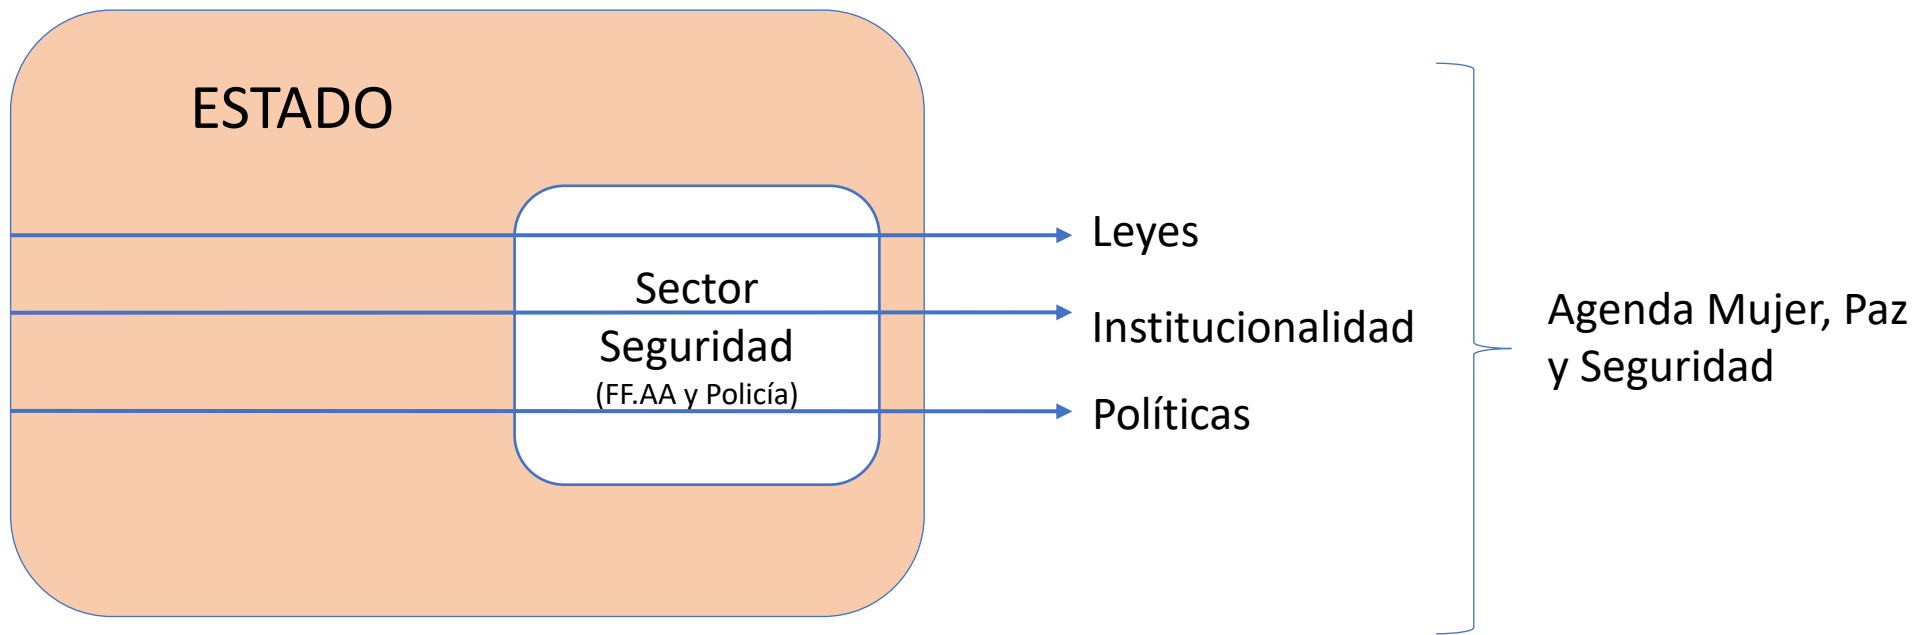 ESTADO
Leyes
Sector
Seguridad
(FF.AA y Policía)
Institucionalidad
Políticas
Agenda Mujer, Paz
y Seguridad